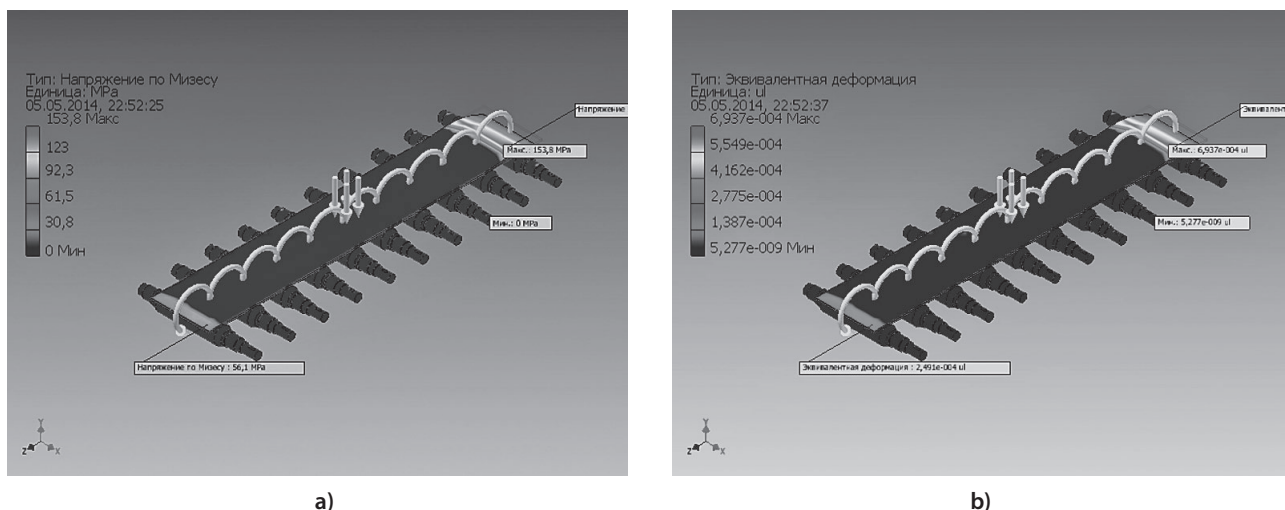 Тип: Напряжение по Мизесу
Единица: MPa
05.05.2014, 22:52:25
153,8 Макс
123
92,3
61,5
30,8
0 Мин
Напряжение
Макс.: 153,8 MPa
Мин.: 0 MPa
Напряжение по Мизесу : 56,1 MPa
Y
Z
X
a)
Тип: Эквивалентная деформация
Единица: ul
05.05.2014, 22:52:37
6,937e-004 Макс
5,549e-004
4,162e-004
2,775e-004
1,387e-004
5,277e-009 Мин
Эквивалент
Макс.: 6,937e-004 ul
Мин.: 5,277e-009 ul
Эквивалентная деформация : 2,491e-004 ul
Y
Z
X
b)